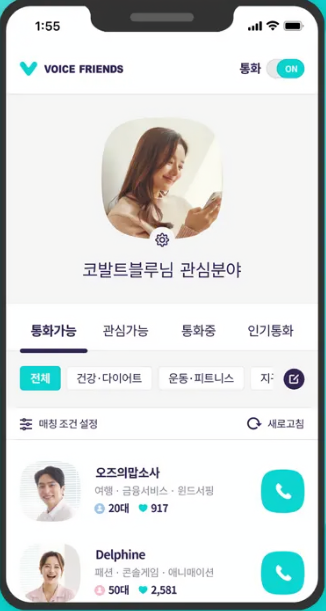 1:55
VOICE FRIENDS
통화 ON
코발트블루님 관심분야
통화가능 관심가능 통화중 인기통화
전체 건강·다이어트 운동·피트니스
매칭 조건 설정 새로고침
오즈의맙소사
여행 · 금융서비스 · 윈드서핑
20대 917
Delphine
패션 · 콘솔게임 · 애니매이션
50대 2,581